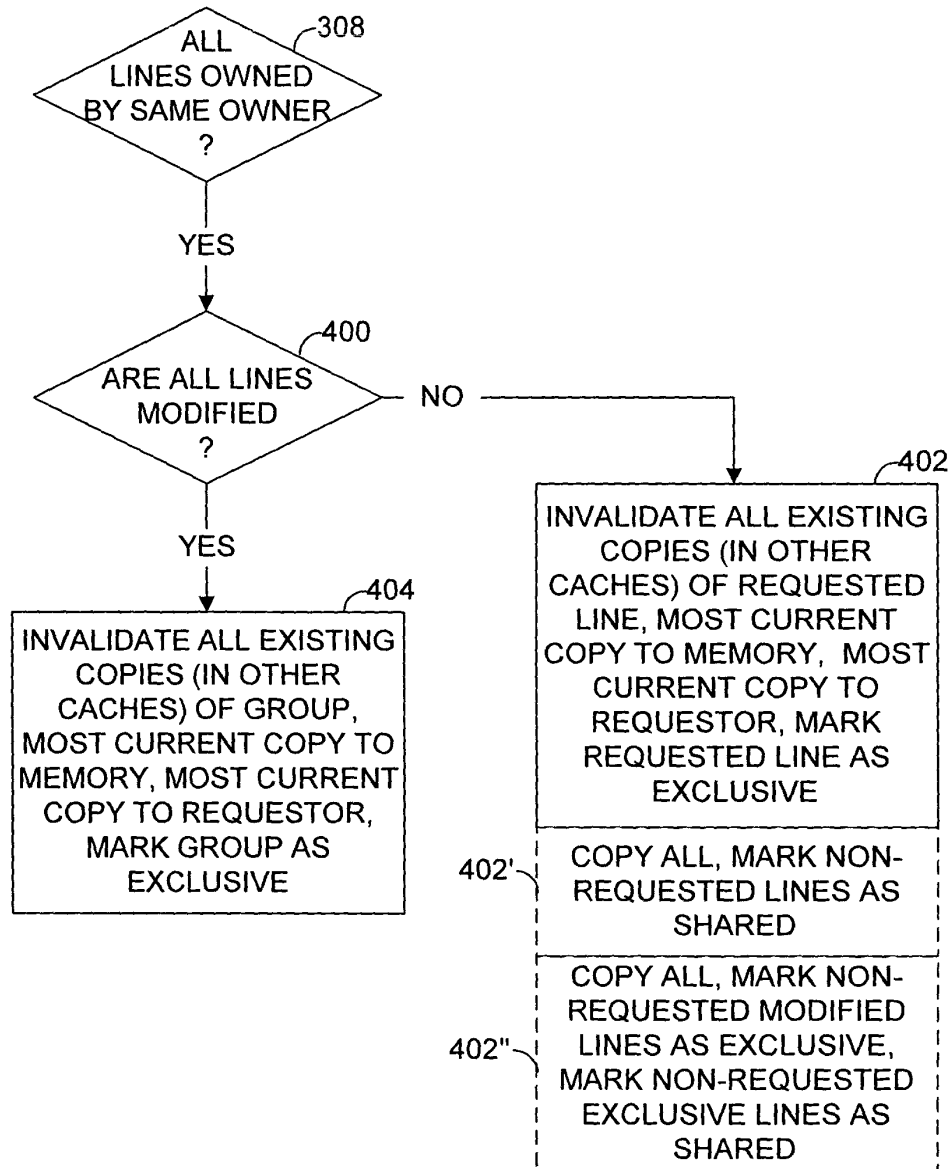 308
ALL
LINES OWNED
BY SAME OWNER
?
YES
400
ARE ALL LINES
MODIFIED
?
NO
YES
402
INVALIDATE ALL EXISTING
COPIES (IN OTHER
CACHES) OF REQUESTED
LINE, MOST CURRENT
COPY TO MEMORY, MOST
CURRENT COPY TO
REQUESTOR, MARK
REQUESTED LINE AS
EXCLUSIVE
404
INVALIDATE ALL EXISTING
COPIES (IN OTHER
CACHES) OF GROUP,
MOST CURRENT COPY TO
MEMORY, MOST CURRENT
COPY TO REQUESTOR,
MARK GROUP AS
EXCLUSIVE
402'
COPY ALL, MARK NON-
REQUESTED LINES AS
SHARED
402"
COPY ALL, MARK NON-
REQUESTED MODIFIED
LINES AS EXCLUSIVE,
MARK NON-REQUESTED
EXCLUSIVE LINES AS
SHARED